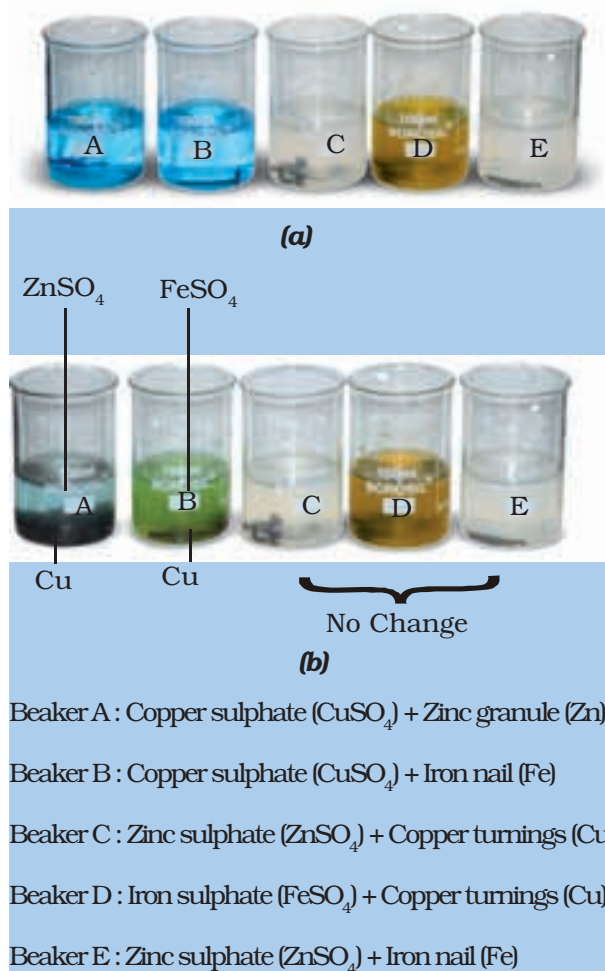 A B C D E
(a)
ZnSO₄ FeSO₄
A B C D E
Cu Cu
No Change
(b)
Beaker A : Copper sulphate (CuSO₄) + Zinc granule (Zn)
Beaker B : Copper sulphate (CuSO₄) + Iron nail (Fe)
Beaker C : Zinc sulphate (ZnSO₄) + Copper turnings (Cu
Beaker D : Iron sulphate (FeSO₄) + Copper turnings (Cu)
Beaker E : Zinc sulphate (ZnSO₄) + Iron nail (Fe)